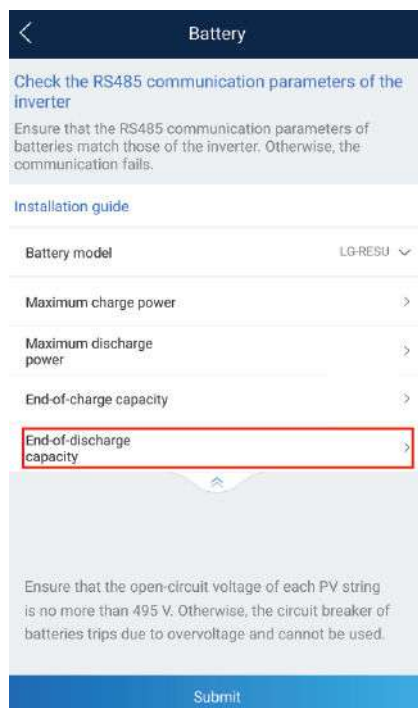 Battery
Check the RS485 communication parameters of the
inverter
Ensure that the RS485 communication parameters of
batteries match those of the inverter. Otherwise, the
communication fails.
Installation guide
Battery model LG-RESU
Maximum charge power
Maximum discharge
power
End-of-charge capacity
End-of-discharge
capacity
Ensure that the open-circuit voltage of each PV string
is no more than 495 V. Otherwise, the circuit breaker of
batteries trips due to overvoltage and cannot be used.
Submit